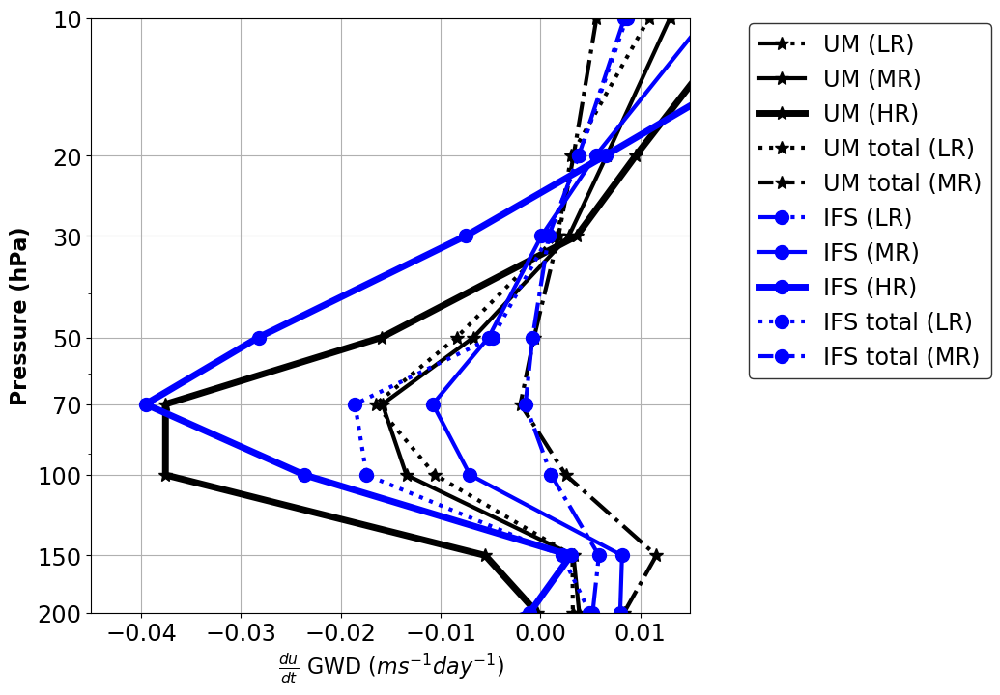 10
20
30
50
70
100
150
200
Pressure (hPa)
−0.04 −0.03 −0.02 −0.01 0.00 0.01
du/dt GWD (ms⁻¹day⁻¹)
UM (LR)
UM (MR)
UM (HR)
UM total (LR)
UM total (MR)
IFS (LR)
IFS (MR)
IFS (HR)
IFS total (LR)
IFS total (MR)